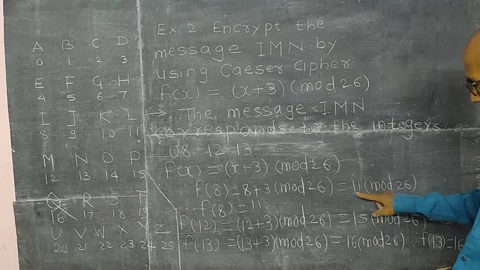 A B C D
0 1 2 3
E F G H
4 5 6 7
I J K L
8 9 10 11
M N O P
12 13 14 15
Q R S T
16 17 18 19
U V W X Z
20 21 22 23 24 25
Ex: 2 Encrypt the
message IMN by
using Caeser Cipher
f(x) = (x+3) (mod 26)
→ The message IMN
corresponds to the integers
08 12 13
f(x) = (x+3) (mod 26)
∴ f(8) = 8+3 (mod 26) = 11 (mod 26)
∴ f(8) = 11
f(12) = (12+3) (mod 26) = 15 (mod 26)
f(13) = (13+3) (mod 26) = 16 (mod 26) f(13) = 16